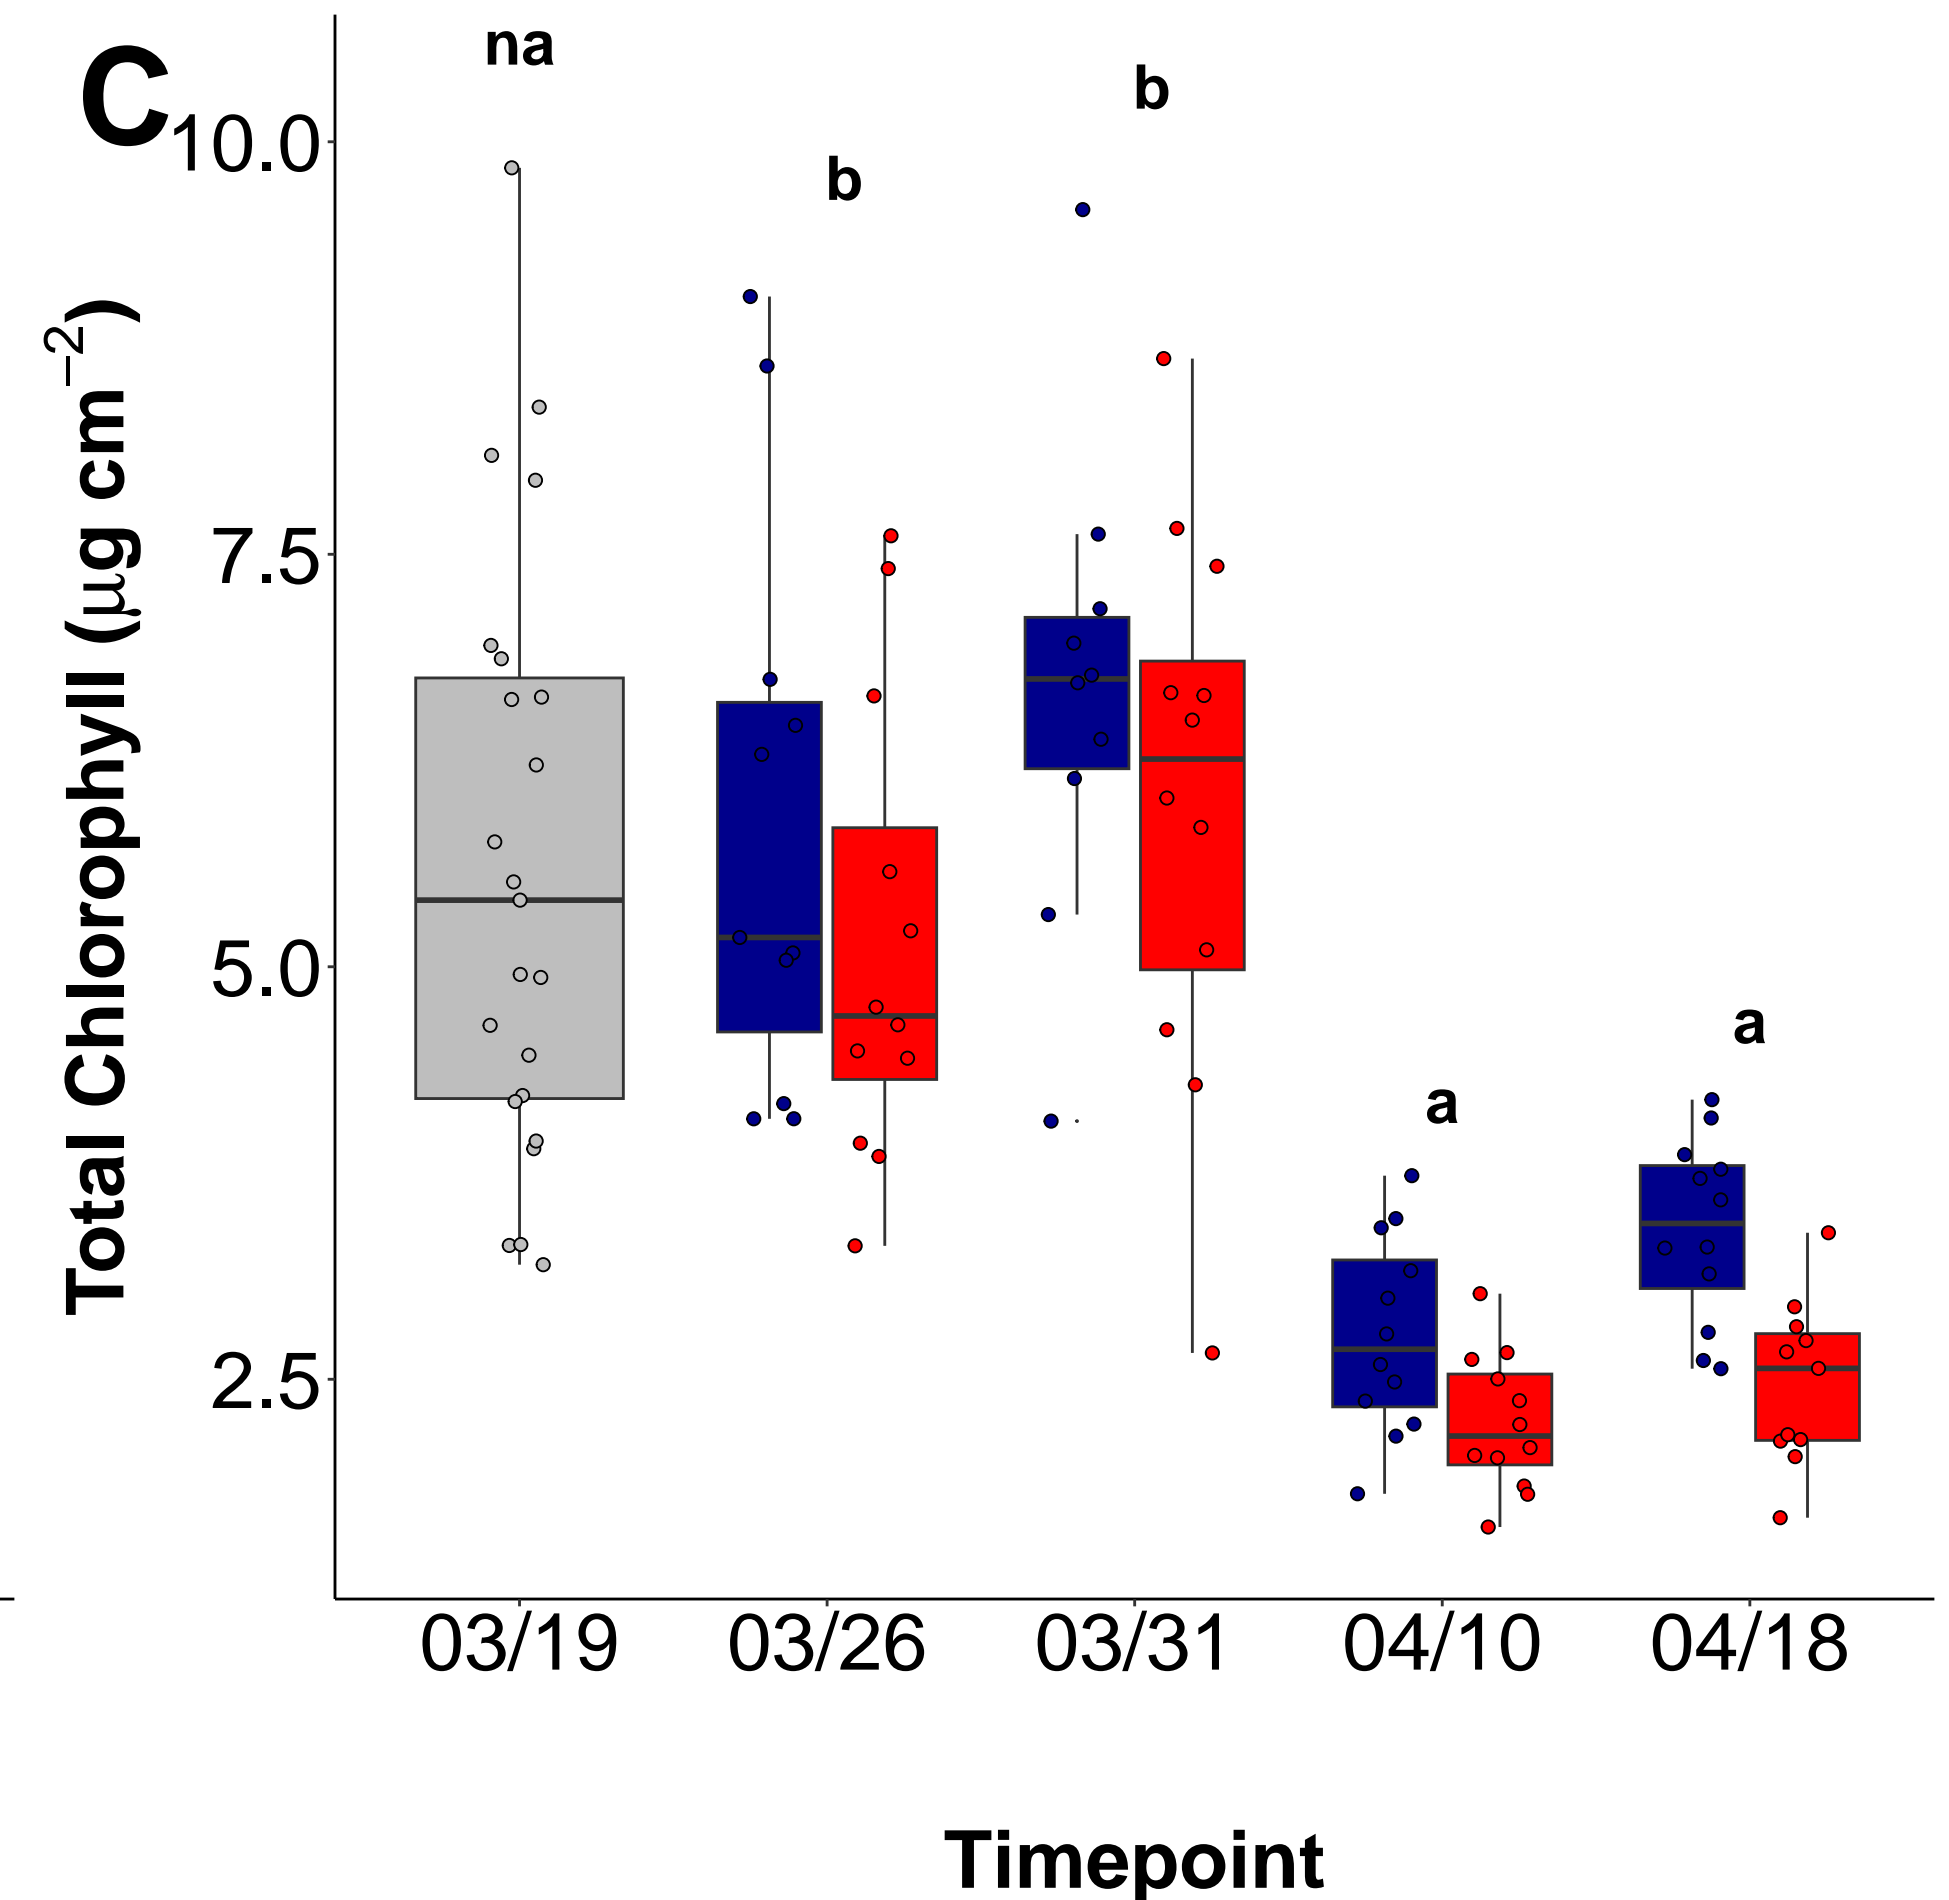 C
na
b
b
a
a
10.0
7.5
5.0
2.5
Total Chlorophyll (μg cm⁻²)
03/19 03/26 03/31 04/10 04/18
Timepoint